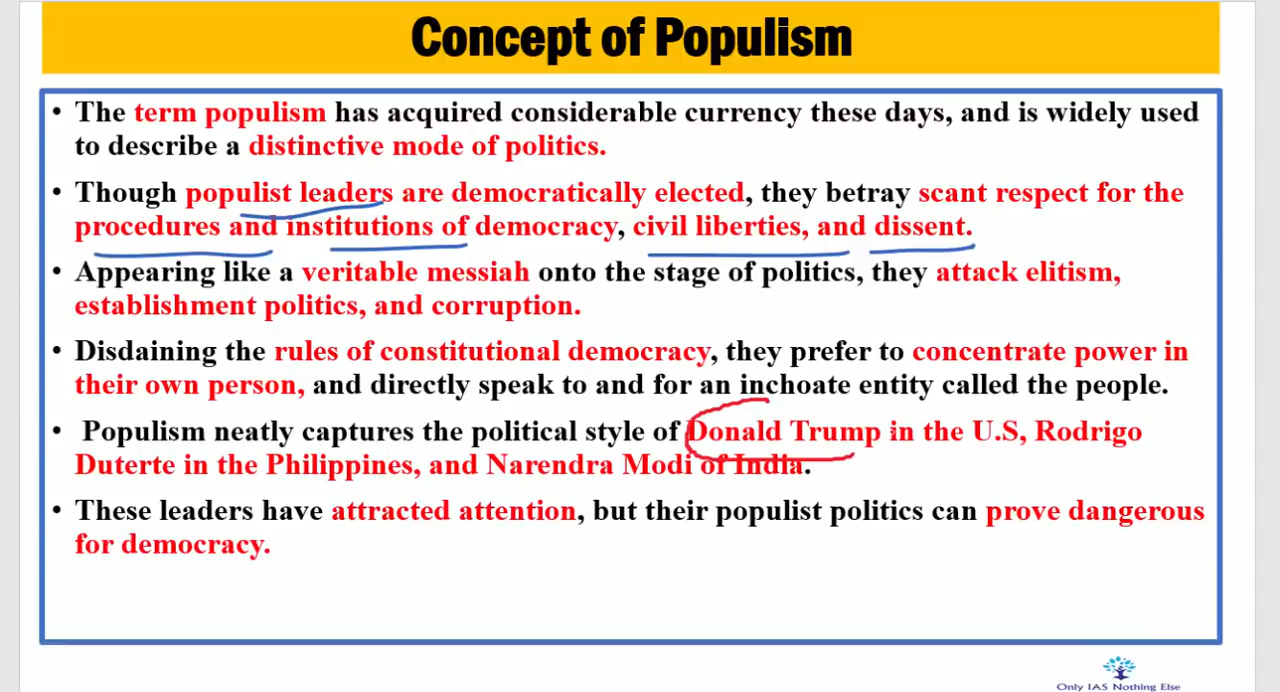 Concept of Populism
• The term populism has acquired considerable currency these days, and is widely used
to describe a distinctive mode of politics.
• Though populist leaders are democratically elected, they betray scant respect for the
procedures and institutions of democracy, civil liberties, and dissent.
• Appearing like a veritable messiah onto the stage of politics, they attack elitism,
establishment politics, and corruption.
• Disdaining the rules of constitutional democracy, they prefer to concentrate power in
their own person, and directly speak to and for an inchoate entity called the people.
• Populism neatly captures the political style of Donald Trump in the U.S, Rodrigo
Duterte in the Philippines, and Narendra Modi of India.
• These leaders have attracted attention, but their populist politics can prove dangerous
for democracy.
Only IAS Nothing Else